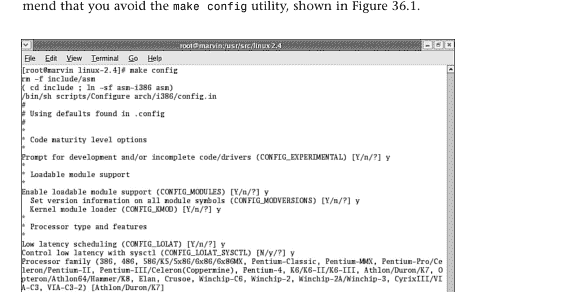 mend that you avoid the make config utility, shown in Figure 36.1.
root@marvin:/usr/src/linux-2.4
File Edit View Terminal Go Help
[root@marvin linux-2.4]# make config
rm -f include/asm
( cd include ; ln -sf asm-i386 asm)
/bin/sh scripts/Configure arch/i386/config.in
#
# Using defaults found in .config
#
*
* Code maturity level options
*
Prompt for development and/or incomplete code/drivers (CONFIG_EXPERIMENTAL) [Y/n/?] y
*
* Loadable module support
*
Enable loadable module support (CONFIG_MODULES) [Y/n/?] y
Set version information on all module symbols (CONFIG_MODVERSIONS) [Y/n/?] y
Kernel module loader (CONFIG_KMOD) [Y/n/?] y
*
* Processor type and features
*
Low latency scheduling (CONFIG_LOLAT) [Y/n/?] y
Control low latency with sysctl (CONFIG_LOLAT_SYSCTL) [N/y/?] y
Processor family (386, 486, 586/K5/5x86/6x86/6x86MX, Pentium-Classic, Pentium-MMX, Pentium-Pro/Ce
leron/Pentium-II, Pentium-III/Celeron(Coppermine), Pentium-4, K6/K6-II/K6-III, Athlon/Duron/K7, O
pteron/Athlon64/Hammer/K8, Elan, Crusoe, Winchip-C6, Winchip-2, Winchip-2A/Winchip-3, CyrixIII/VI
A-C3, VIA-C3-2) [Athlon/Duron/K7]